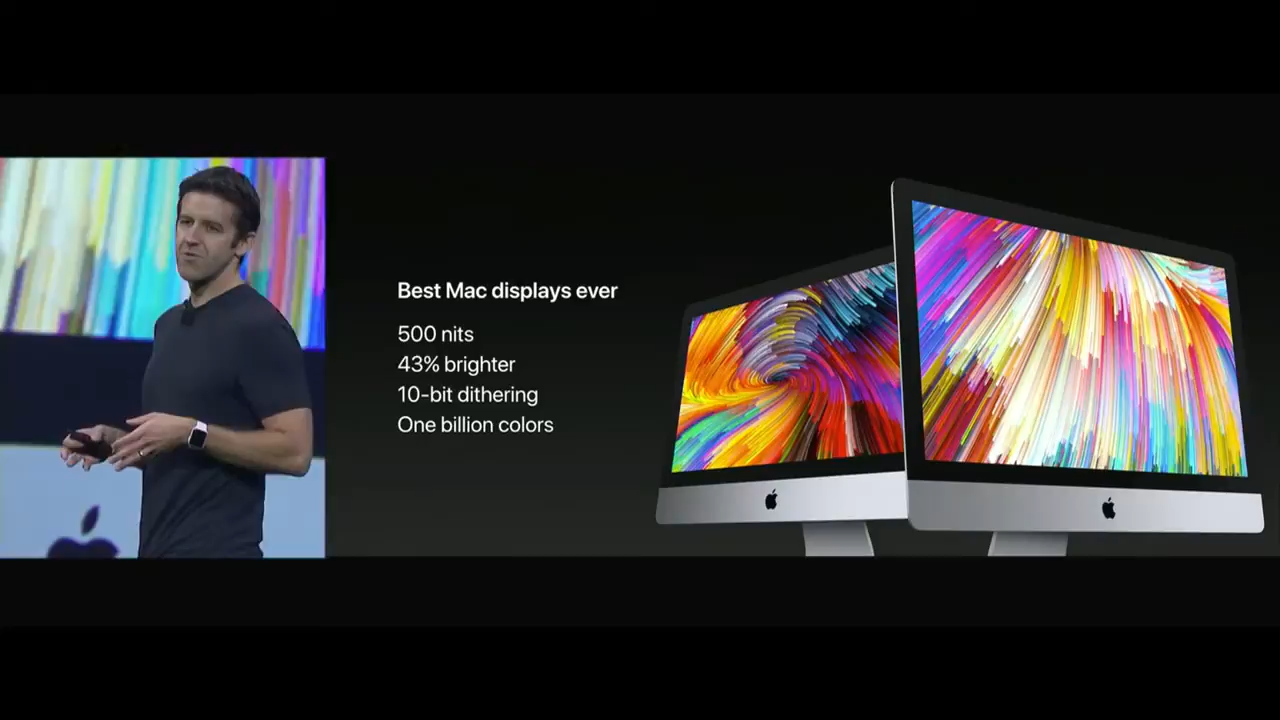 Best Mac displays ever
500 nits
43% brighter
10-bit dithering
One billion colors